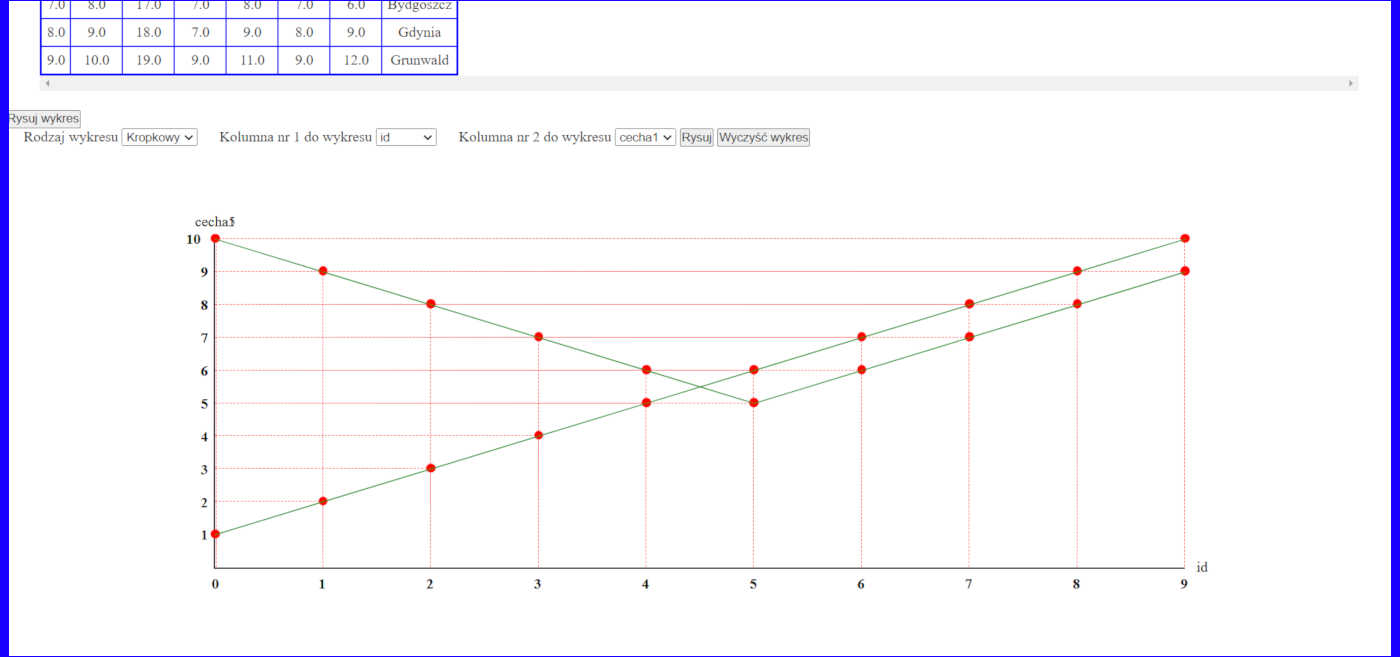 7.0 8.0 17.0 7.0 8.0 7.0 6.0 Bydgoszcz
8.0 9.0 18.0 7.0 9.0 8.0 9.0 Gdynia
9.0 10.0 19.0 9.0 11.0 9.0 12.0 Grunwald
Rysuj wykres
Rodzaj wykresu Kropkowy Kolumna nr 1 do wykresu id Kolumna nr 2 do wykresu cecha1 Rysuj Wyczyść wykres
10
9
8
7
6
5
4
3
2
1
id
0 1 2 3 4 5 6 7 8 9